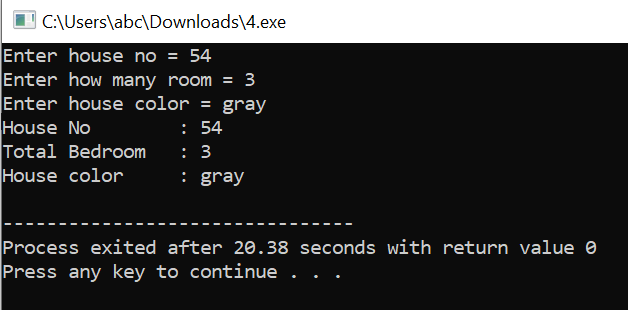 C:\Users\abc\Downloads\4.exe
Enter house no = 54
Enter how many room = 3
Enter house color = gray
House No        : 54
Total Bedroom   : 3
House color     : gray
--------------------------------
Process exited after 20.38 seconds with return value 0
Press any key to continue . . .